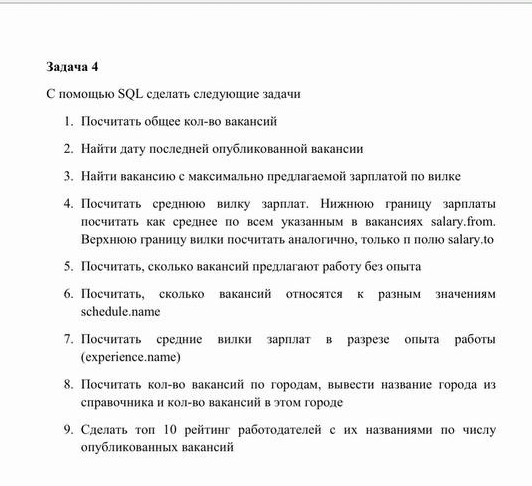 Задача 4
С помощью SQL сделать следующие задачи
1. Посчитать общее кол-во вакансий
2. Найти дату последней опубликованной вакансии
3. Найти вакансию с максимально предлагаемой зарплатой по вилке
4. Посчитать среднюю вилку зарплат. Нижнюю границу зарплаты
посчитать как среднее по всем указанным в вакансиях salary.from.
Верхнюю границу вилки посчитать аналогично, только п полю salary.to
5. Посчитать, сколько вакансий предлагают работу без опыта
6. Посчитать, сколько вакансий относятся к разным значениям
schedule.name
7. Посчитать средние вилки зарплат в разрезе опыта работы
(experience.name)
8. Посчитать кол-во вакансий по городам, вывести название города из
справочника и кол-во вакансий в этом городе
9. Сделать топ 10 рейтинг работодателей с их названиями по числу
опубликованных вакансий